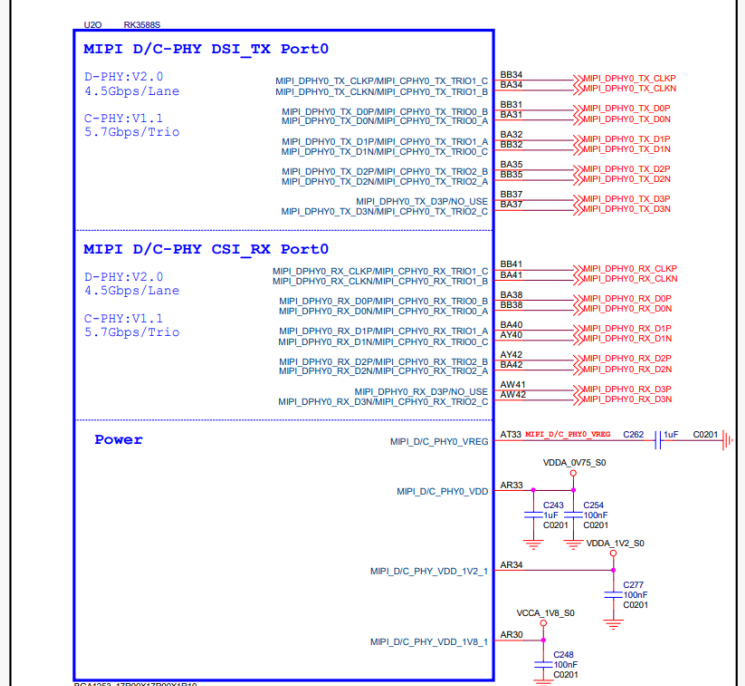 U2O RK3588S
MIPI D/C-PHY DSI_TX Port0
D-PHY:V2.0
4.5Gbps/Lane
C-PHY:V1.1
5.7Gbps/Trio
MIPI_DPHY0_TX_CLKP/MIPI_CPHY0_TX_TRIO1_C BB34 MIPI_DPHY0_TX_CLKP
MIPI_DPHY0_TX_CLKN/MIPI_CPHY0_TX_TRIO1_B BA34 MIPI_DPHY0_TX_CLKN
MIPI_DPHY0_TX_D0P/MIPI_CPHY0_TX_TRIO0_B BB31 MIPI_DPHY0_TX_D0P
MIPI_DPHY0_TX_D0N/MIPI_CPHY0_TX_TRIO0_A BA31 MIPI_DPHY0_TX_D0N
MIPI_DPHY0_TX_D1P/MIPI_CPHY0_TX_TRIO1_A BA32 MIPI_DPHY0_TX_D1P
MIPI_DPHY0_TX_D1N/MIPI_CPHY0_TX_TRIO0_C BB32 MIPI_DPHY0_TX_D1N
MIPI_DPHY0_TX_D2P/MIPI_CPHY0_TX_TRIO2_B BA35 MIPI_DPHY0_TX_D2P
MIPI_DPHY0_TX_D2N/MIPI_CPHY0_TX_TRIO2_A BB35 MIPI_DPHY0_TX_D2N
MIPI_DPHY0_TX_D3P/NO_USE BB37 MIPI_DPHY0_TX_D3P
MIPI_DPHY0_TX_D3N/MIPI_CPHY0_TX_TRIO2_C BA37 MIPI_DPHY0_TX_D3N
MIPI D/C-PHY CSI_RX Port0
D-PHY:V2.0
4.5Gbps/Lane
C-PHY:V1.1
5.7Gbps/Trio
MIPI_DPHY0_RX_CLKP/MIPI_CPHY0_RX_TRIO1_C BB41 MIPI_DPHY0_RX_CLKP
MIPI_DPHY0_RX_CLKN/MIPI_CPHY0_RX_TRIO1_B BA41 MIPI_DPHY0_RX_CLKN
MIPI_DPHY0_RX_D0P/MIPI_CPHY0_RX_TRIO0_B BA38 MIPI_DPHY0_RX_D0P
MIPI_DPHY0_RX_D0N/MIPI_CPHY0_RX_TRIO0_A BB38 MIPI_DPHY0_RX_D0N
MIPI_DPHY0_RX_D1P/MIPI_CPHY0_RX_TRIO1_A BA40 MIPI_DPHY0_RX_D1P
MIPI_DPHY0_RX_D1N/MIPI_CPHY0_RX_TRIO0_C AY40 MIPI_DPHY0_RX_D1N
MIPI_DPHY0_RX_D2P/MIPI_CPHY0_RX_TRIO2_B AY42 MIPI_DPHY0_RX_D2P
MIPI_DPHY0_RX_D2N/MIPI_CPHY0_RX_TRIO2_A BA42 MIPI_DPHY0_RX_D2N
MIPI_DPHY0_RX_D3P/NO_USE AW41 MIPI_DPHY0_RX_D3P
MIPI_DPHY0_RX_D3N/MIPI_CPHY0_RX_TRIO2_C AW42 MIPI_DPHY0_RX_D3N
Power
MIPI_D/C_PHY0_VREG AT33 MIPI_D/C_PHY0_VREG C262 1uF C0201
VDDA_0V75_S0
MIPI_D/C_PHY0_VDD AR33
C243 C254
1uF 100nF
C0201 C0201
VDDA_1V2_S0
MIPI_D/C_PHY_VDD_1V2_1 AR34
C277
100nF
C0201
VCCA_1V8_S0
MIPI_D/C_PHY_VDD_1V8_1 AR30
C248
100nF
C0201